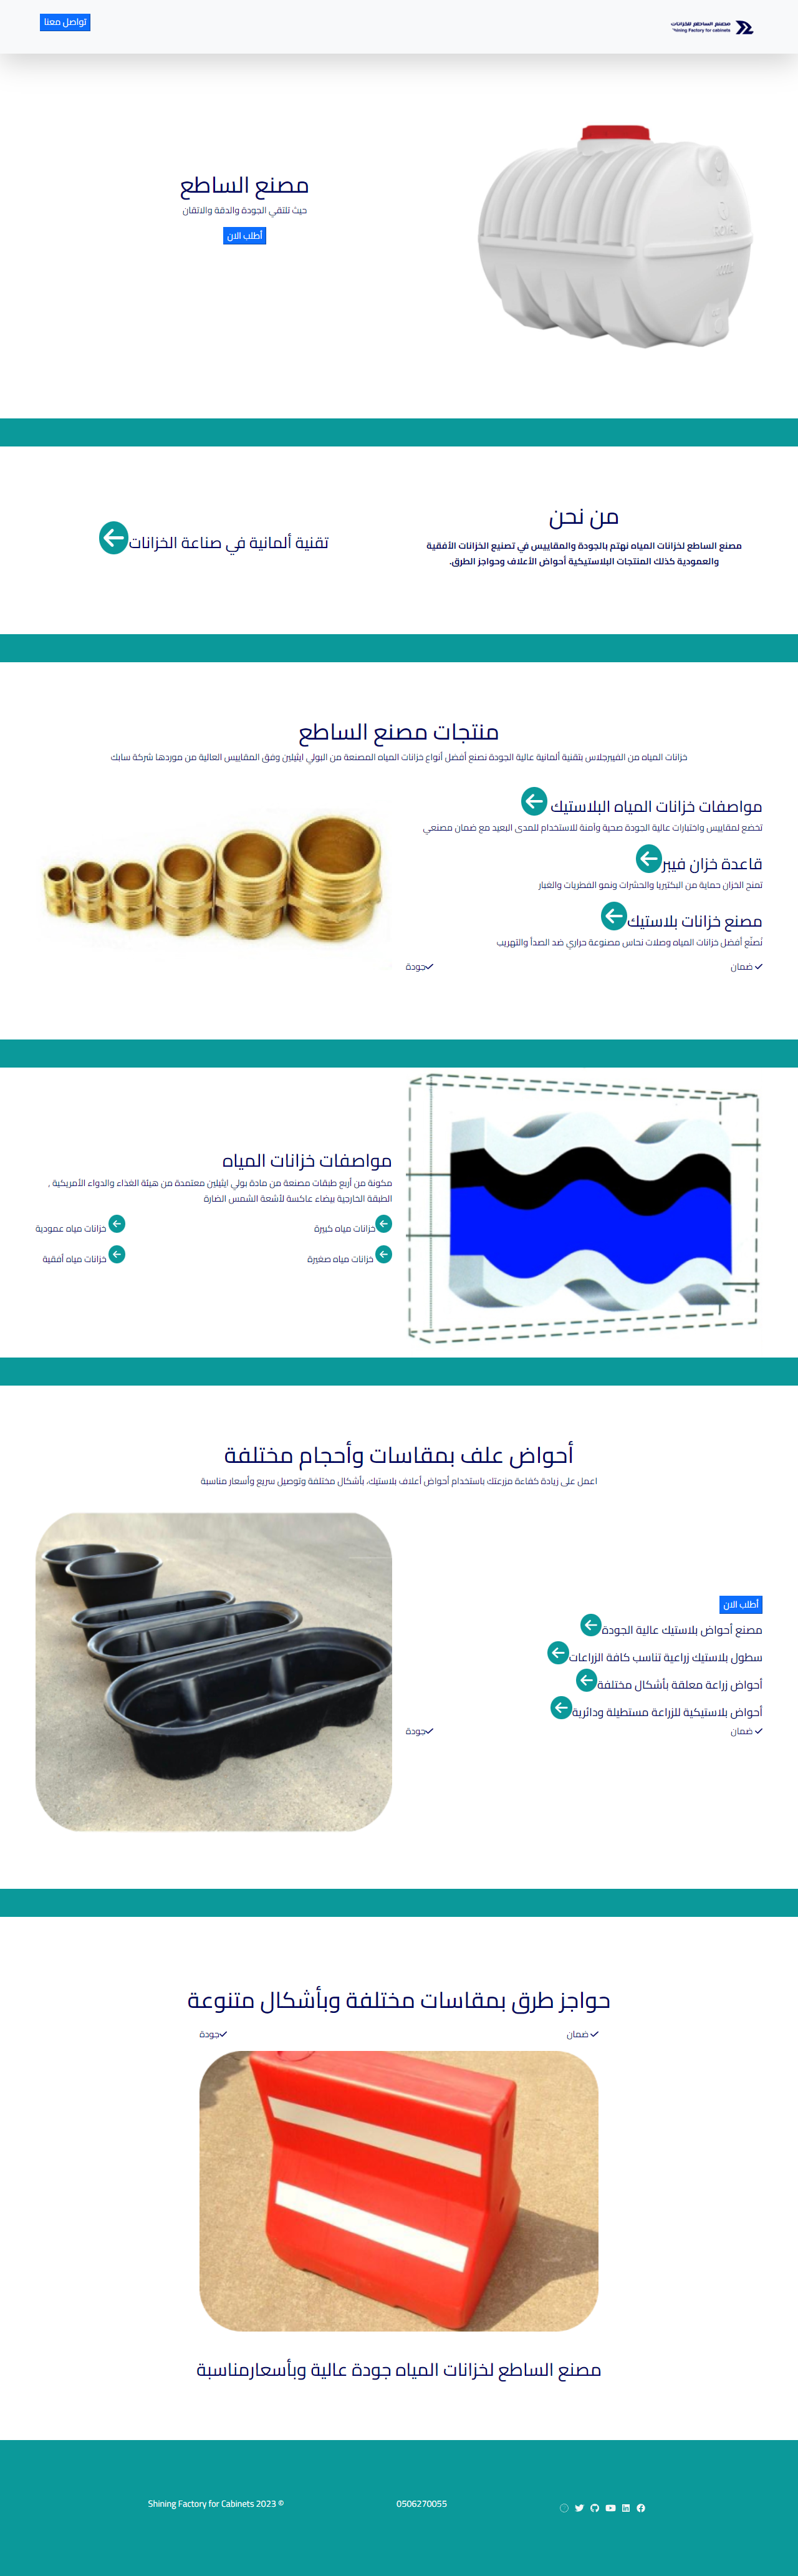 مصنع الساطع للخزانات
Shining Factory for cabinets
تواصل معنا
مصنع الساطع
حيث تلتقي الجودة والدقة والاتقان
أطلب الان
من نحن
مصنع الساطع لخزانات المياه نهتم بالجودة والمقاييس في تصنيع الخزانات الأفقية
والعمودية كذلك المنتجات البلاستيكية أحواض الأعلاف وحواجز الطرق.
تقنية ألمانية في صناعة الخزانات
منتجات مصنع الساطع
خزانات المياه من الفيبرجلاس بتقنية ألمانية عالية الجودة نصنع أفضل أنواع خزانات المياه المصنعة من البولي ايثيلين وفق المقاييس العالية من موردها شركة سابك
مواصفات خزانات المياه البلاستيك
تخضع لمقاييس واختبارات عالية الجودة صحية وآمنة للاستخدام للمدى البعيد مع ضمان مصنعي
قاعدة خزان فيبر
تمنح الخزان حماية من البكتيريا والحشرات ونمو الفطريات والغبار
مصنع خزانات بلاستيك
تُصنّع أفضل خزانات المياه وصلات نحاس مصنوعة حراري ضد الصدأ والتهريب
ضمان
جودة
مواصفات خزانات المياه
مكونة من أربع طبقات مصنعة من مادة بولي ايثيلين معتمدة من هيئة الغذاء والدواء الأمريكية ,
الطبقة الخارجية بيضاء عاكسة لأشعة الشمس الضارة
خزانات مياه كبيرة
خزانات مياه عمودية
خزانات مياه صغيرة
خزانات مياه أفقية
أحواض علف بمقاسات وأحجام مختلفة
اعمل على زيادة كفاءة مزرعتك باستخدام أحواض أعلاف بلاستيك، بأشكال مختلفة وتوصيل سريع وأسعار مناسبة
أطلب الان
مصنع أحواض بلاستيك عالية الجودة
سطول بلاستيك زراعية تناسب كافة الزراعات
أحواض زراعة معلقة بأشكال مختلفة
أحواض بلاستيكية للزراعة مستطيلة ودائرية
ضمان
جودة
حواجز طرق بمقاسات مختلفة وبأشكال متنوعة
ضمان
جودة
مصنع الساطع لخزانات المياه جودة عالية وبأسعارمناسبة
0506270055
Shining Factory for Cabinets 2023 ©